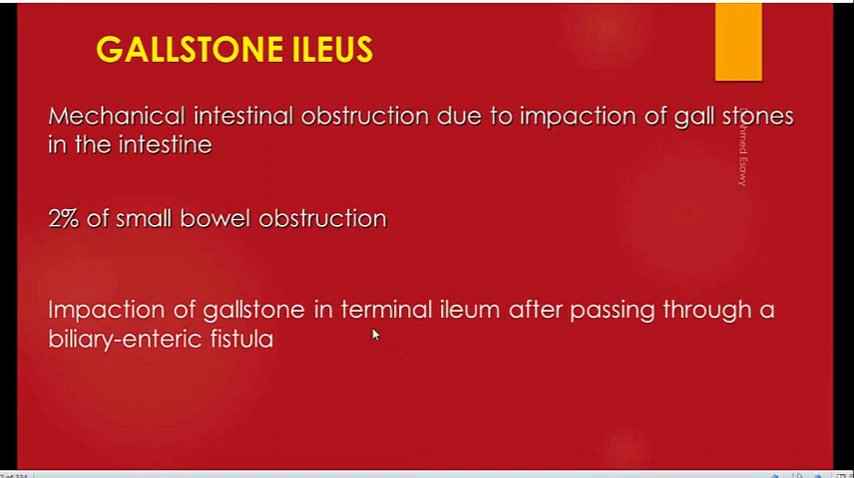 GALLSTONE ILEUS
Mechanical intestinal obstruction due to impaction of gall stones
in the intestine
2% of small bowel obstruction
Impaction of gallstone in terminal ileum after passing through a
biliary-enteric fistula
Esawy